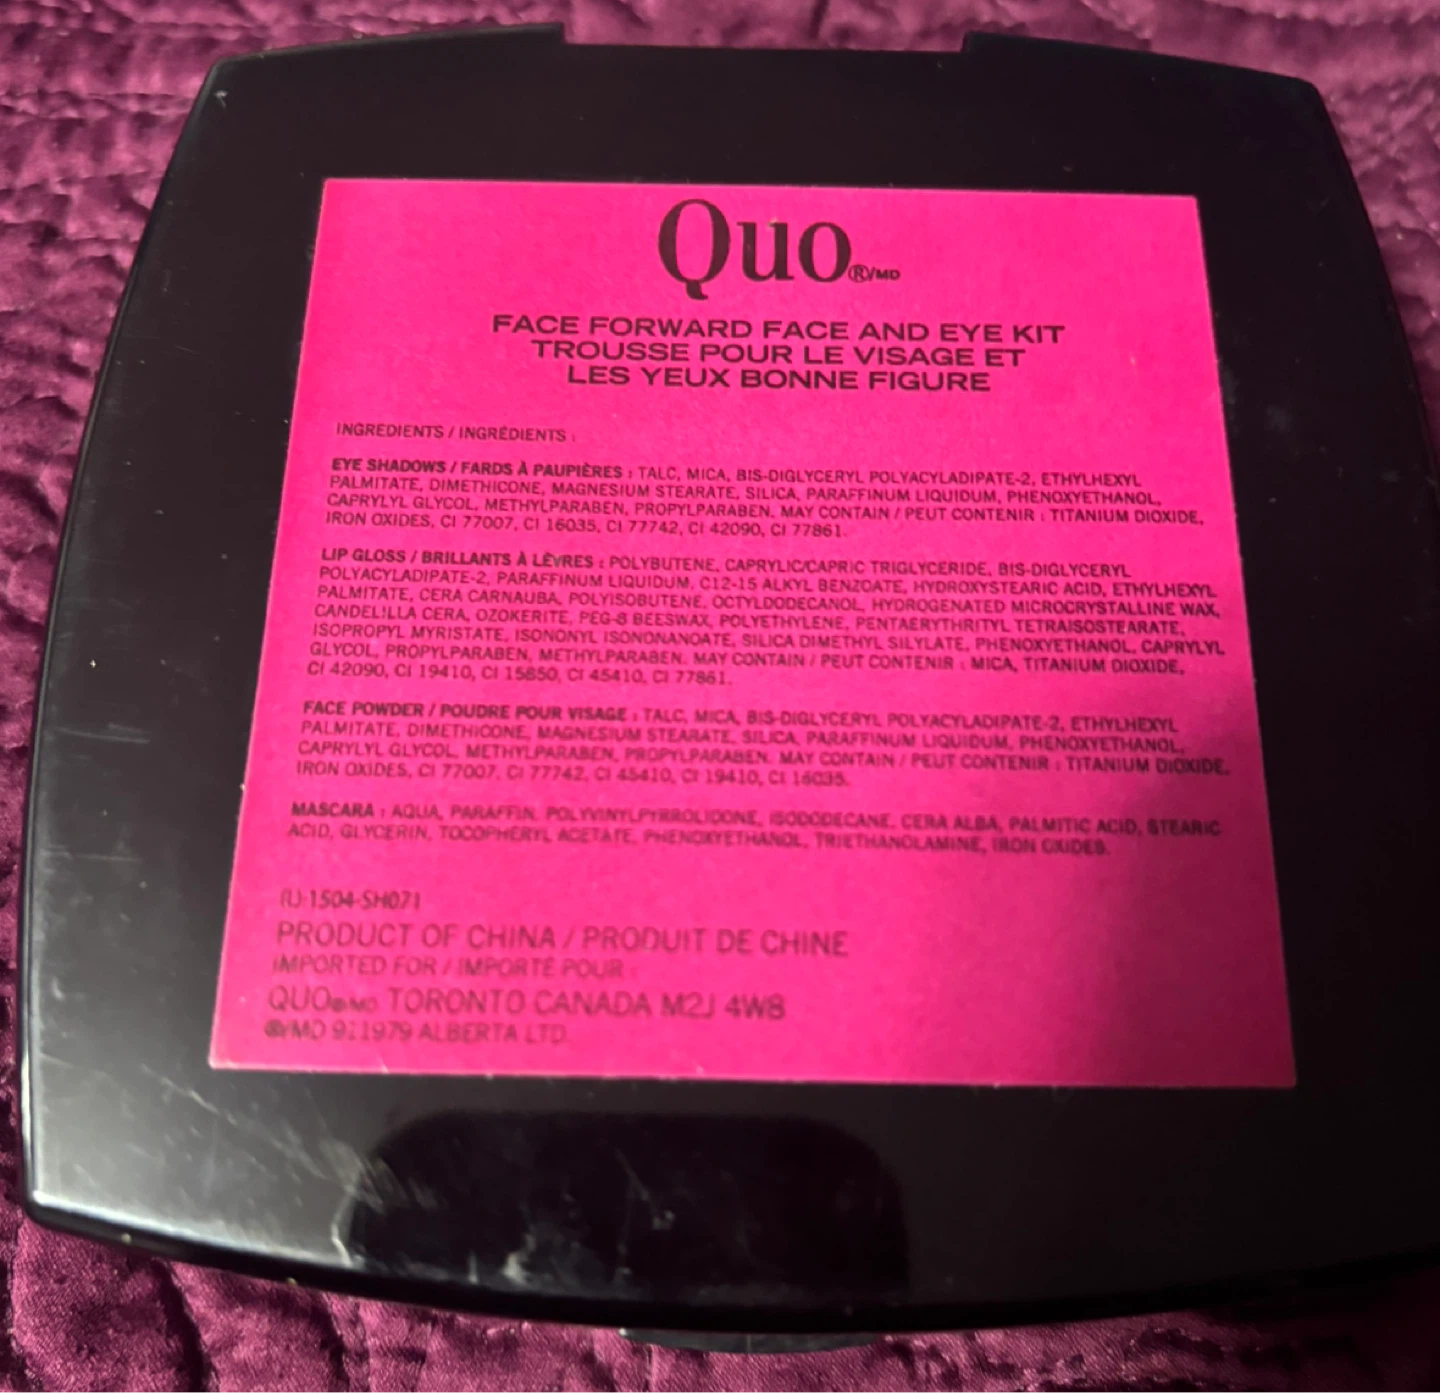 Quo®/MD
FACE FORWARD FACE AND EYE KIT
TROUSSE POUR LE VISAGE ET
LES YEUX BONNE FIGURE
INGREDIENTS / INGRÉDIENTS :
EYE SHADOWS / FARDS À PAUPIÈRES : TALC, MICA, BIS-DIGLYCERYL POLYACYLADIPATE-2, ETHYLHEXYL
PALMITATE, DIMETHICONE, MAGNESIUM STEARATE, SILICA, PARAFFINUM LIQUIDUM, PHENOXYETHANOL,
CAPRYLYL GLYCOL, METHYLPARABEN, PROPYLPARABEN, MAY CONTAIN / PEUT CONTENIR : TITANIUM DIOXIDE,
IRON OXIDES, CI 77007, CI 16035, CI 77742, CI 42090, CI 77861.
LIP GLOSS / BRILLANTS À LÈVRES : POLYBUTENE, CAPRYLIC/CAPRIC TRIGLYCERIDE, BIS-DIGLYCERYL
POLYACYLADIPATE-2, PARAFFINUM LIQUIDUM, C12-15 ALKYL BENZOATE, HYDROXYSTEARIC ACID, ETHYLHEXYL
PALMITATE, CERA CARNAUBA, POLYISOBUTENE, OCTYLDODECANOL, HYDROGENATED MICROCRYSTALLINE WAX,
CANDELILLA CERA, OZOKERITE, PEG-8 BEESWAX, POLYETHYLENE, PENTAERYTHRITYL TETRAISOSTEARATE,
ISOPROPYL MYRISTATE, ISONONYL ISONONANOATE, SILICA DIMETHYL SILYLATE, PHENOXYETHANOL, CAPRYLYL
GLYCOL, PROPYLPARABEN, METHYLPARABEN. MAY CONTAIN / PEUT CONTENIR : MICA, TITANIUM DIOXIDE,
CI 42090, CI 19410, CI 15850, CI 45410, CI 77861.
FACE POWDER / POUDRE POUR VISAGE : TALC, MICA, BIS-DIGLYCERYL POLYACYLADIPATE-2, ETHYLHEXYL
PALMITATE, DIMETHICONE, MAGNESIUM STEARATE, SILICA, PARAFFINUM LIQUIDUM, PHENOXYETHANOL,
CAPRYLYL GLYCOL, METHYLPARABEN, PROPYLPARABEN. MAY CONTAIN / PEUT CONTENIR : TITANIUM DIOXIDE,
IRON OXIDES, CI 77007, CI 77742, CI 45410, CI 19410, CI 16035.
MASCARA : AQUA, PARAFFIN, POLYVINYLPYRROLIDONE, ISODODECANE, CERA ALBA, PALMITIC ACID, STEARIC
ACID, GLYCERIN, TOCOPHERYL ACETATE, PHENOXYETHANOL, TRIETHANOLAMINE, IRON OXIDES.
RJ-1504-SH071
PRODUCT OF CHINA / PRODUIT DE CHINE
IMPORTED FOR / IMPORTÉ POUR :
QUO®/MD TORONTO CANADA M2J 4W8
®/MD 911979 ALBERTA LTD.